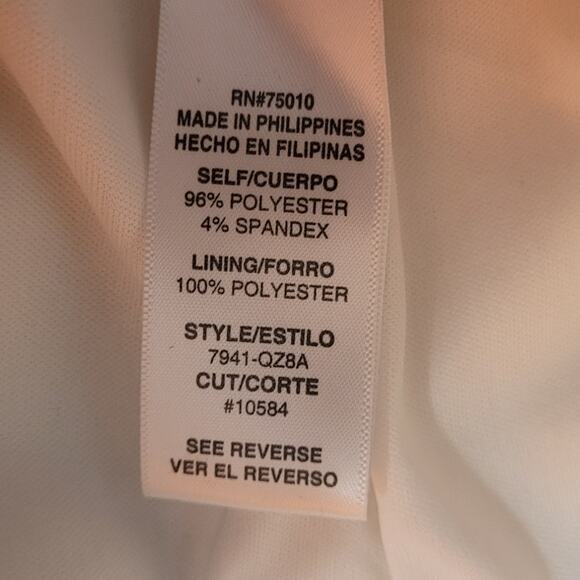 RN#75010
MADE IN PHILIPPINES
HECHO EN FILIPINAS
SELF/CUERPO
96% POLYESTER
4% SPANDEX
LINING/FORRO
100% POLYESTER
STYLE/ESTILO
7941-QZ8A
CUT/CORTE
#10584
SEE REVERSE
VER EL REVERSO